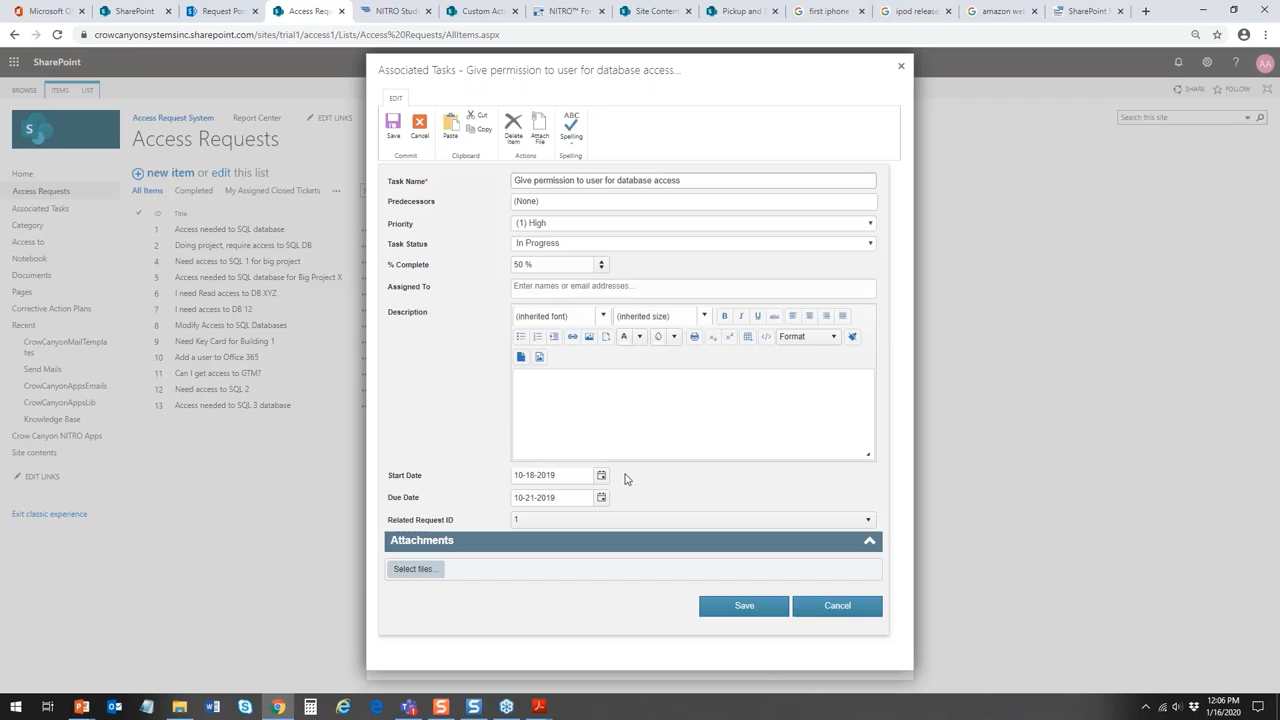 Microsoft O
SharePoint
Request Po
Access Requ
NITRO Stud
Custom Ac
NITRO™ Fo
Site Conten
Pickup and
first iphone
ipod releas
amazon we
SharePoint
crowcanyonsystemsinc.sharepoint.com/sites/trial1/access1/Lists/Access%20Requests/AllItems.aspx
SharePoint
AA
BROWSE ITEMS LIST
SHARE FOLLOW
Access Request System Report Center EDIT LINKS
Search this site
Access Requests
new item or edit this list
All Items Completed My Assigned Closed Tickets ...
ID Title
1 Access needed to SQL database
2 Doing project, require access to SQL DB
4 Need access to SQL 1 for big project
5 Access needed to SQL database for Big Project X
6 I need Read access to DB XYZ
7 I need access to DB 12
8 Modify Access to SQL Databases
9 Need Key Card for Building 1
10 Add a user to Office 365
11 Can I get access to GTM?
12 Need access to SQL 2
13 Access needed to SQL 3 database
Home
Access Requests
Associated Tasks
Category
Access to
Notebook
Documents
Pages
Corrective Action Plans
Recent
CrowCanyonMailTempla
tes
Send Mails
CrowCanyonAppsEmails
CrowCanyonAppsLib
Knowledge Base
Crow Canyon NITRO Apps
Site contents
EDIT LINKS
Exit classic experience
Associated Tasks - Give permission to user for database access...
EDIT
Save Cancel Paste Cut
Copy Delete
Item Attach
File ABC
Spelling
Commit Clipboard Actions Spelling
Task Name* Give permission to user for database access
Predecessors (None)
Priority (1) High
Task Status In Progress
% Complete 50 %
Assigned To Enter names or email addresses...
Description (inherited font) (inherited size) B I U abc
A Format
Start Date 10-18-2019
Due Date 10-21-2019
Related Request ID 1
Attachments
Select files...
Save Cancel
12:06 PM
1/16/2020